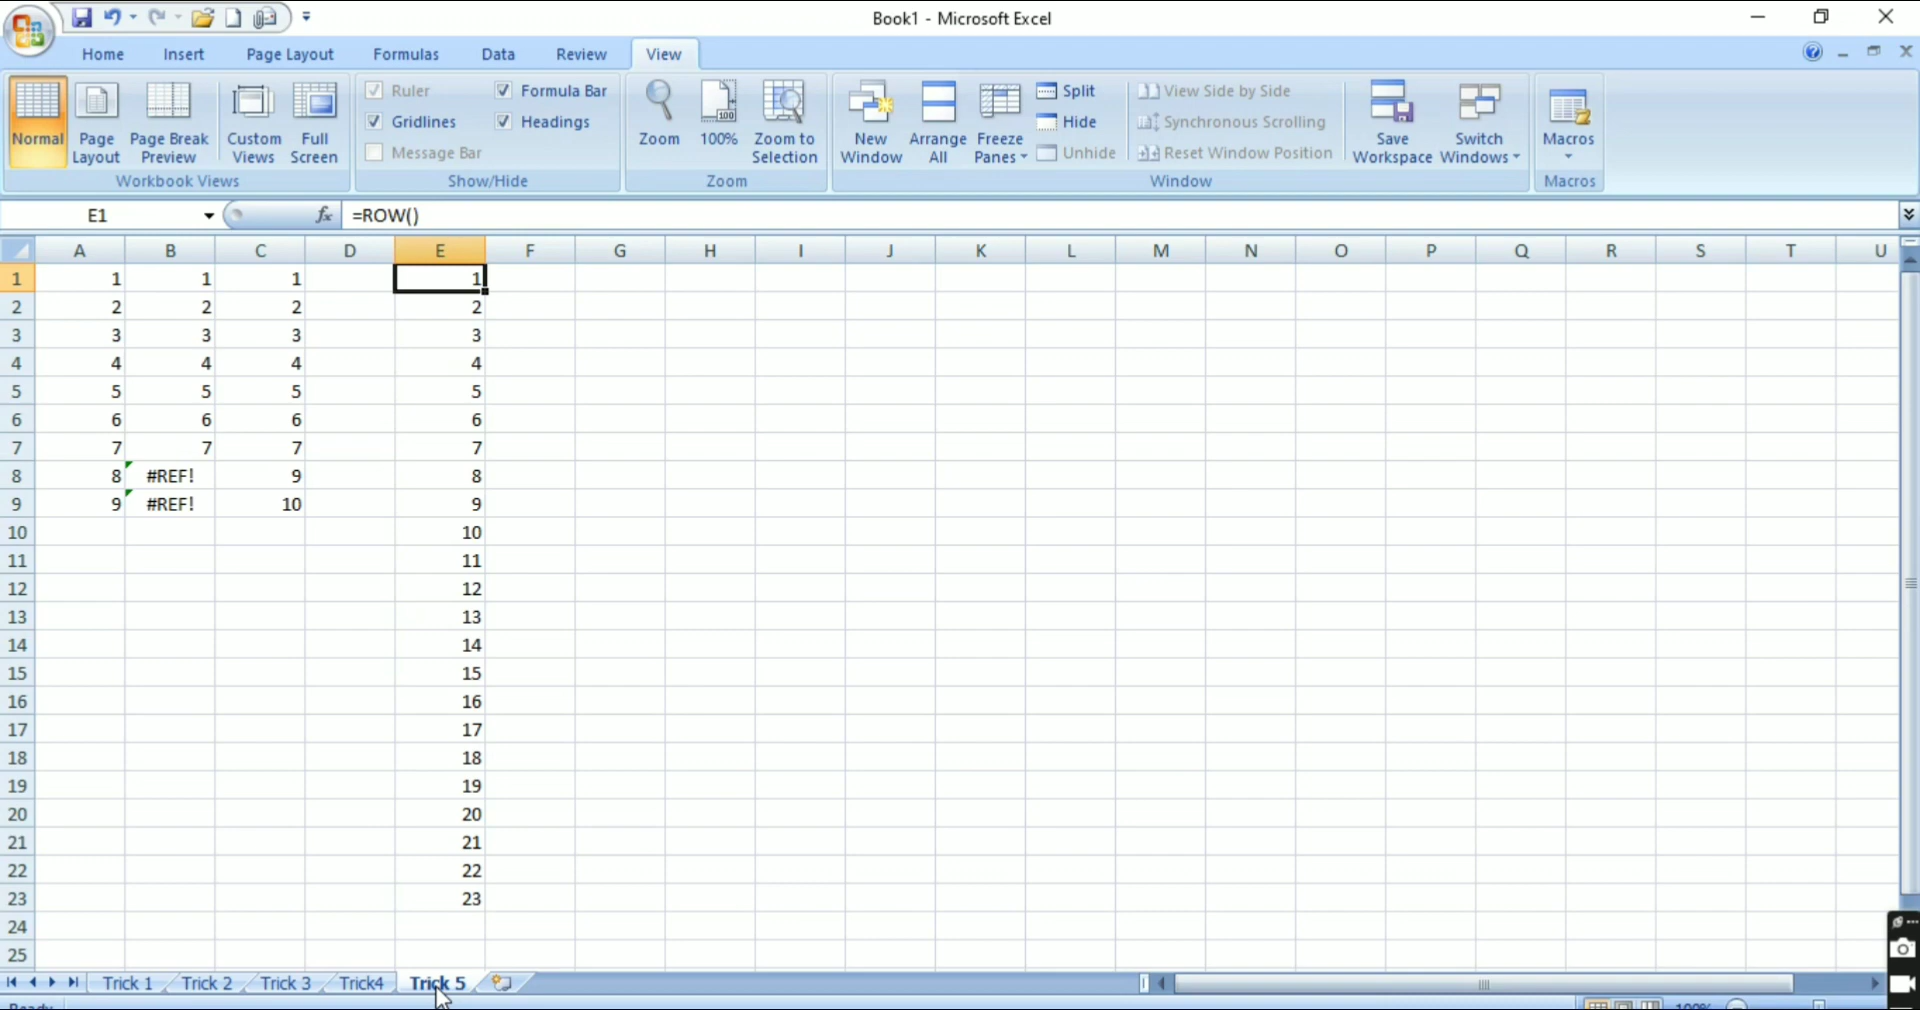 Book1 - Microsoft Excel
Home Insert Page Layout Formulas Data Review View
Normal Page Layout Page Break Preview Custom Views Full Screen
Workbook Views
Ruler Formula Bar
Gridlines Headings
Message Bar
Show/Hide
Zoom 100% Zoom to Selection
Zoom
New Window Arrange All Freeze Panes
Split
Hide
Unhide
View Side by Side
Synchronous Scrolling
Reset Window Position
Save Workspace Switch Windows
Window
Macros
Macros
E1 fx =ROW()
A B C D E F G H I J K L M N O P Q R S T U
1 1 1 1 1
2 2 2 2 2
3 3 3 3 3
4 4 4 4 4
5 5 5 5 5
6 6 6 6 6
7 7 7 7 7
8 8 #REF! 9 8
9 9 #REF! 10 9
10 10
11 11
12 12
13 13
14 14
15 15
16 16
17 17
18 18
19 19
20 20
21 21
22 22
23 23
24
25
Trick 1 Trick 2 Trick 3 Trick4 Trick 5